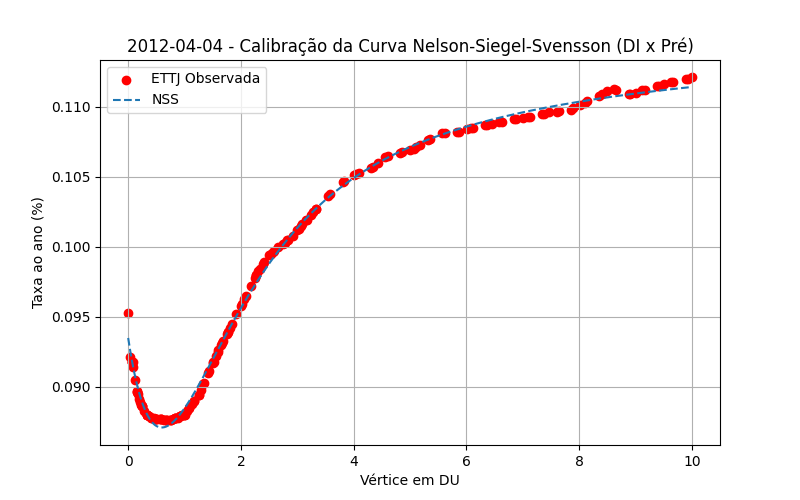 2012-04-04 - Calibração da Curva Nelson-Siegel-Svensson (DI x Pré)
ETTJ Observada
NSS
Taxa ao ano (%)
0.110
0.105
0.100
0.095
0.090
0 2 4 6 8 10
Vértice em DU